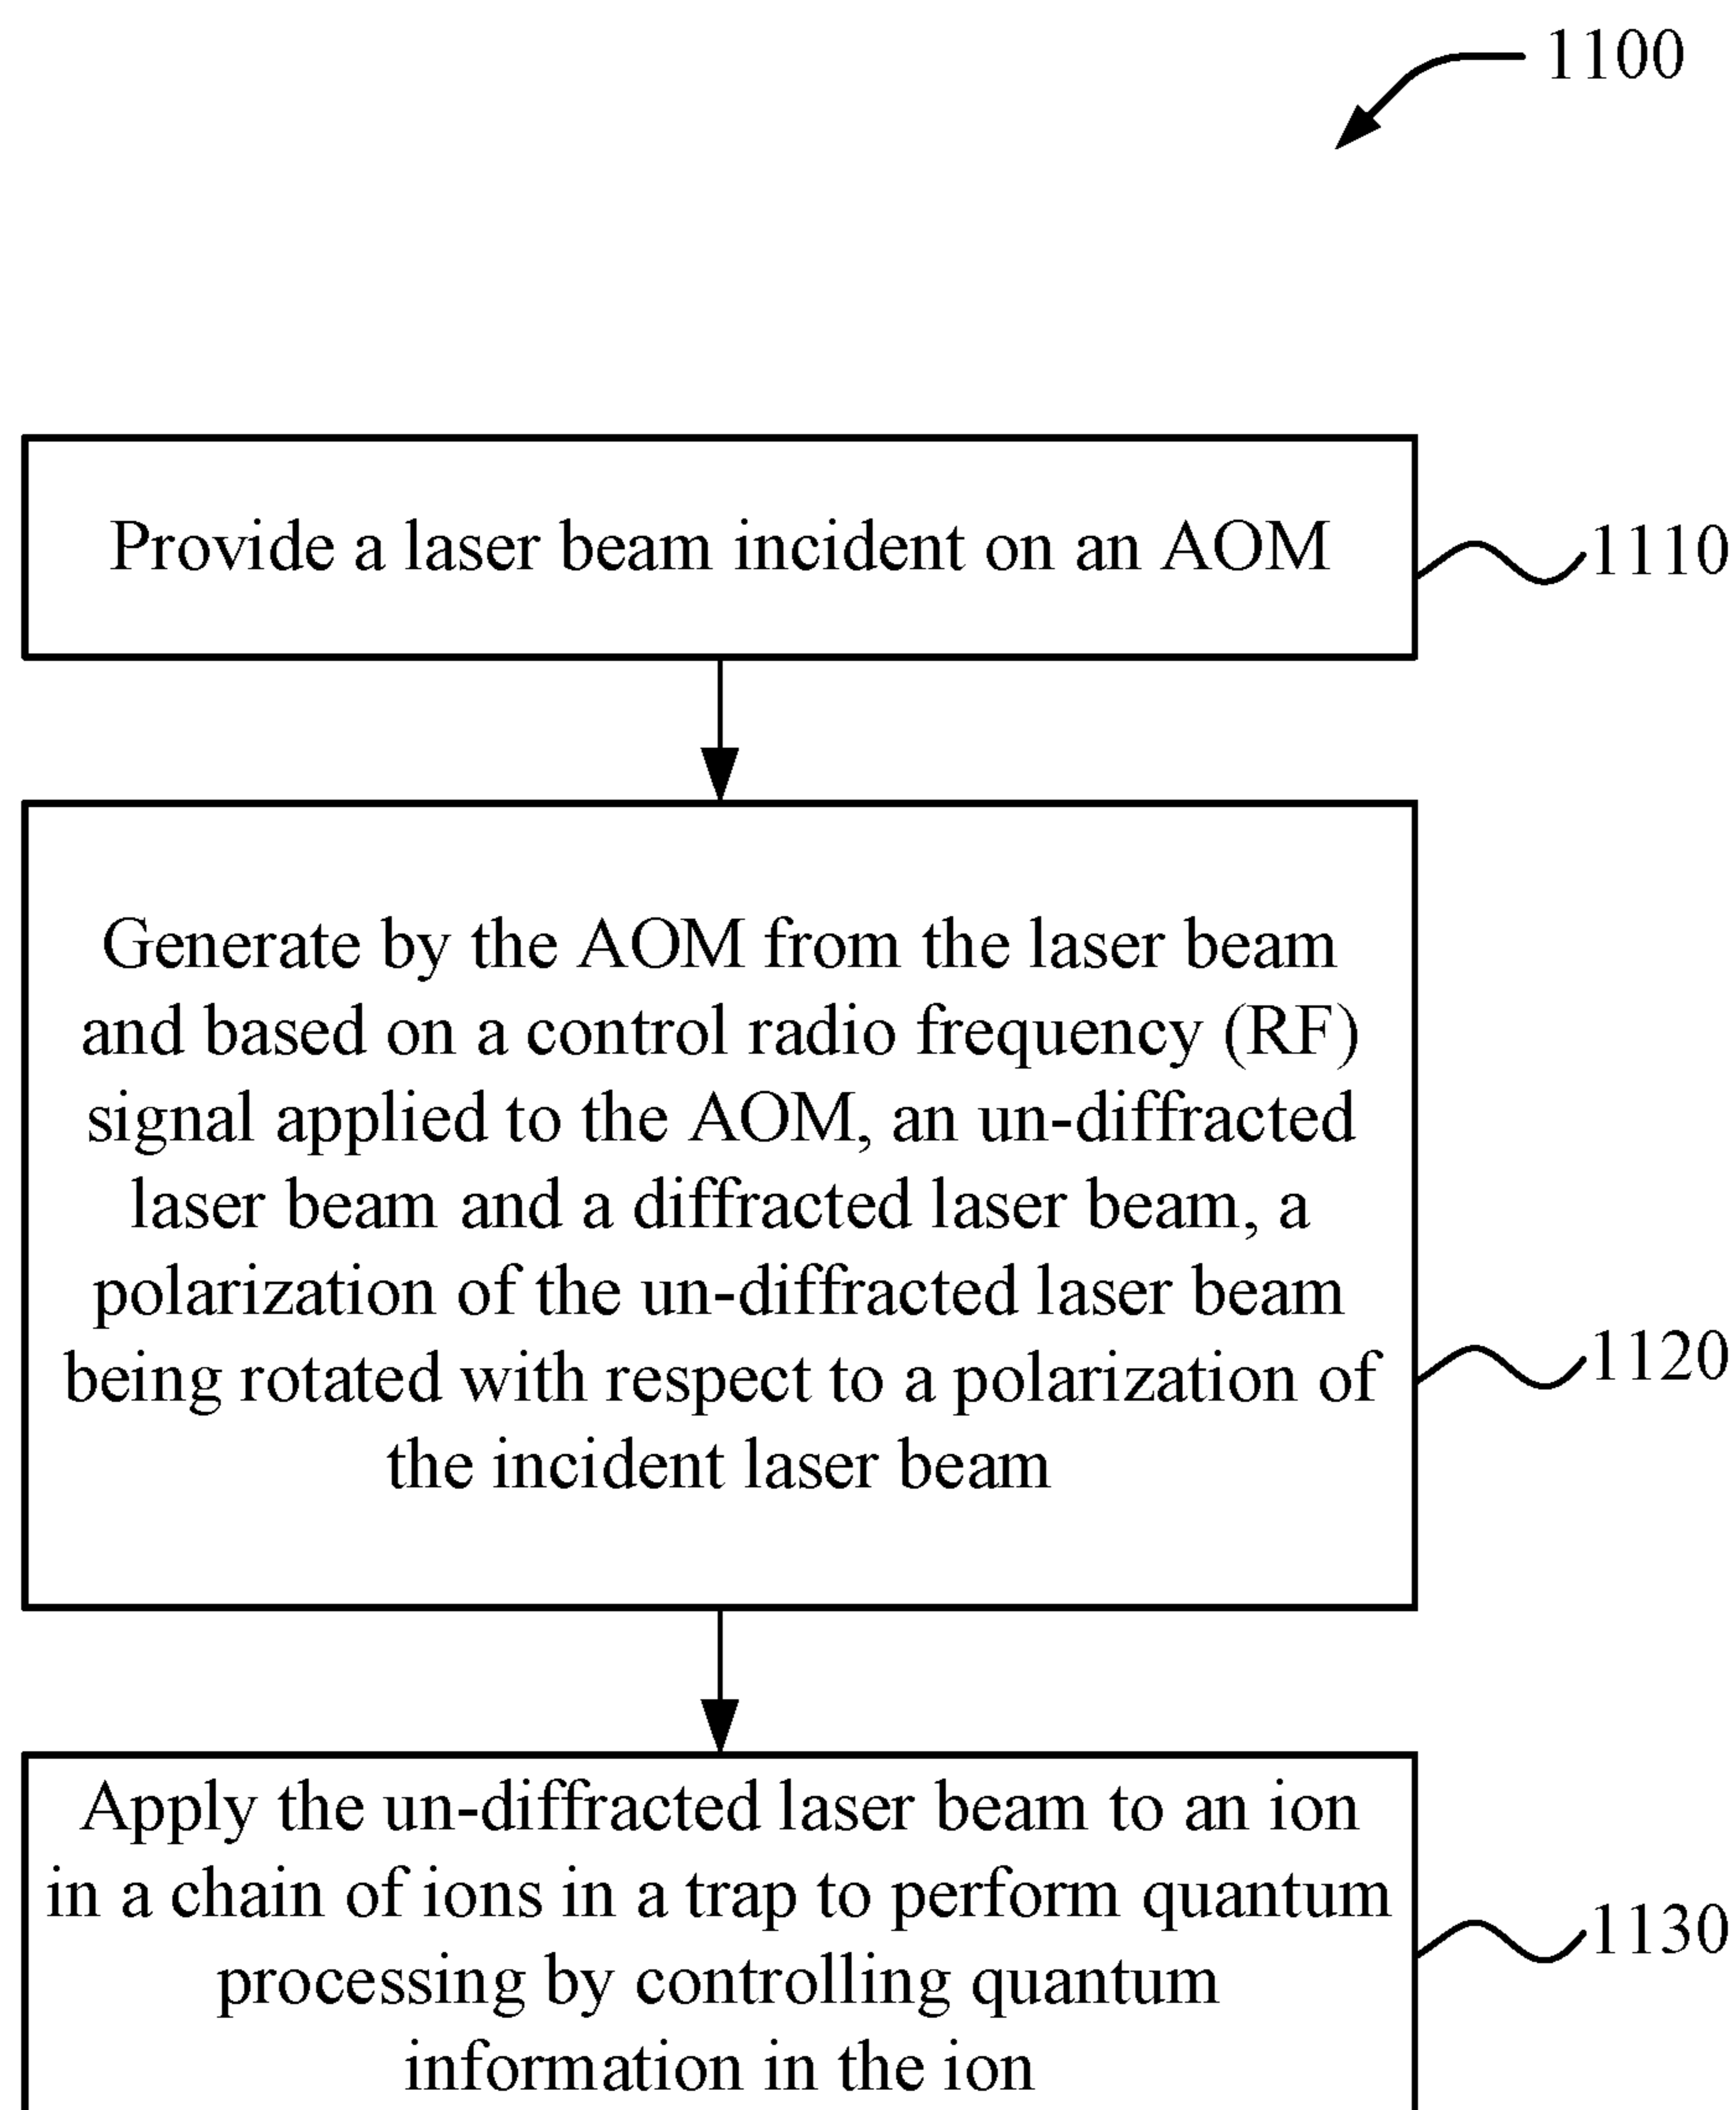 1100
Provide a laser beam incident on an AOM
1110
Generate by the AOM from the laser beam
and based on a control radio frequency (RF)
signal applied to the AOM, an un-diffracted
laser beam and a diffracted laser beam, a
polarization of the un-diffracted laser beam
being rotated with respect to a polarization of
the incident laser beam
1120
Apply the un-diffracted laser beam to an ion
in a chain of ions in a trap to perform quantum
processing by controlling quantum
information in the ion
1130